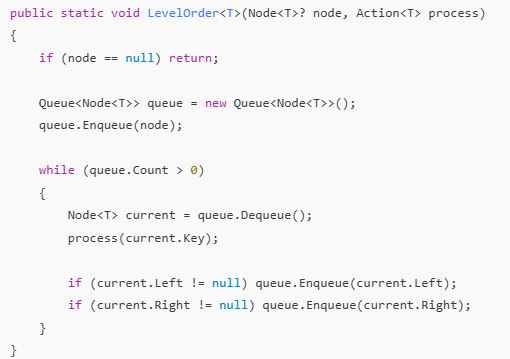 public static void LevelOrder<T>(Node<T>? node, Action<T> process)
{
    if (node == null) return;

    Queue<Node<T>> queue = new Queue<Node<T>>();
    queue.Enqueue(node);

    while (queue.Count > 0)
    {
        Node<T> current = queue.Dequeue();
        process(current.Key);

        if (current.Left != null) queue.Enqueue(current.Left);
        if (current.Right != null) queue.Enqueue(current.Right);
    }
}